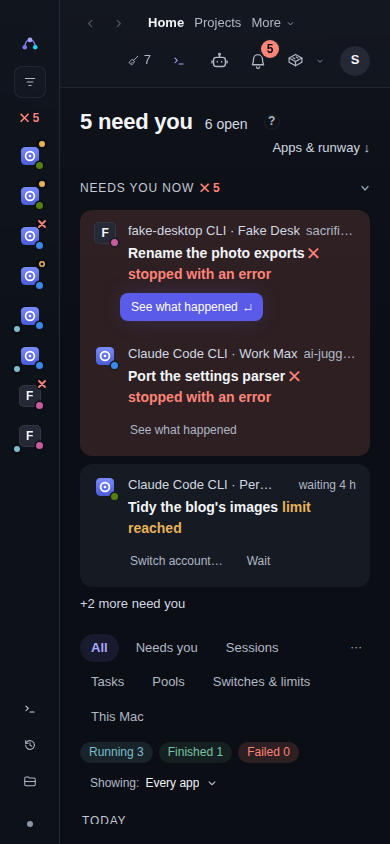 Home Projects More
7
5
S
5 need you 6 open ?
Apps & runway ↓
5
NEEDS YOU NOW 5
F fake-desktop CLI · Fake Desk sacrifi…
Rename the photo exports
stopped with an error
See what happened
Claude Code CLI · Work Max ai-jugg…
Port the settings parser
stopped with an error
See what happened
F
F
Claude Code CLI · Per… waiting 4 h
Tidy the blog's images limit
reached
Switch account… Wait
+2 more need you
All Needs you Sessions ···
Tasks Pools Switches & limits
This Mac
Running 3 Finished 1 Failed 0
Showing: Every app
TODAY